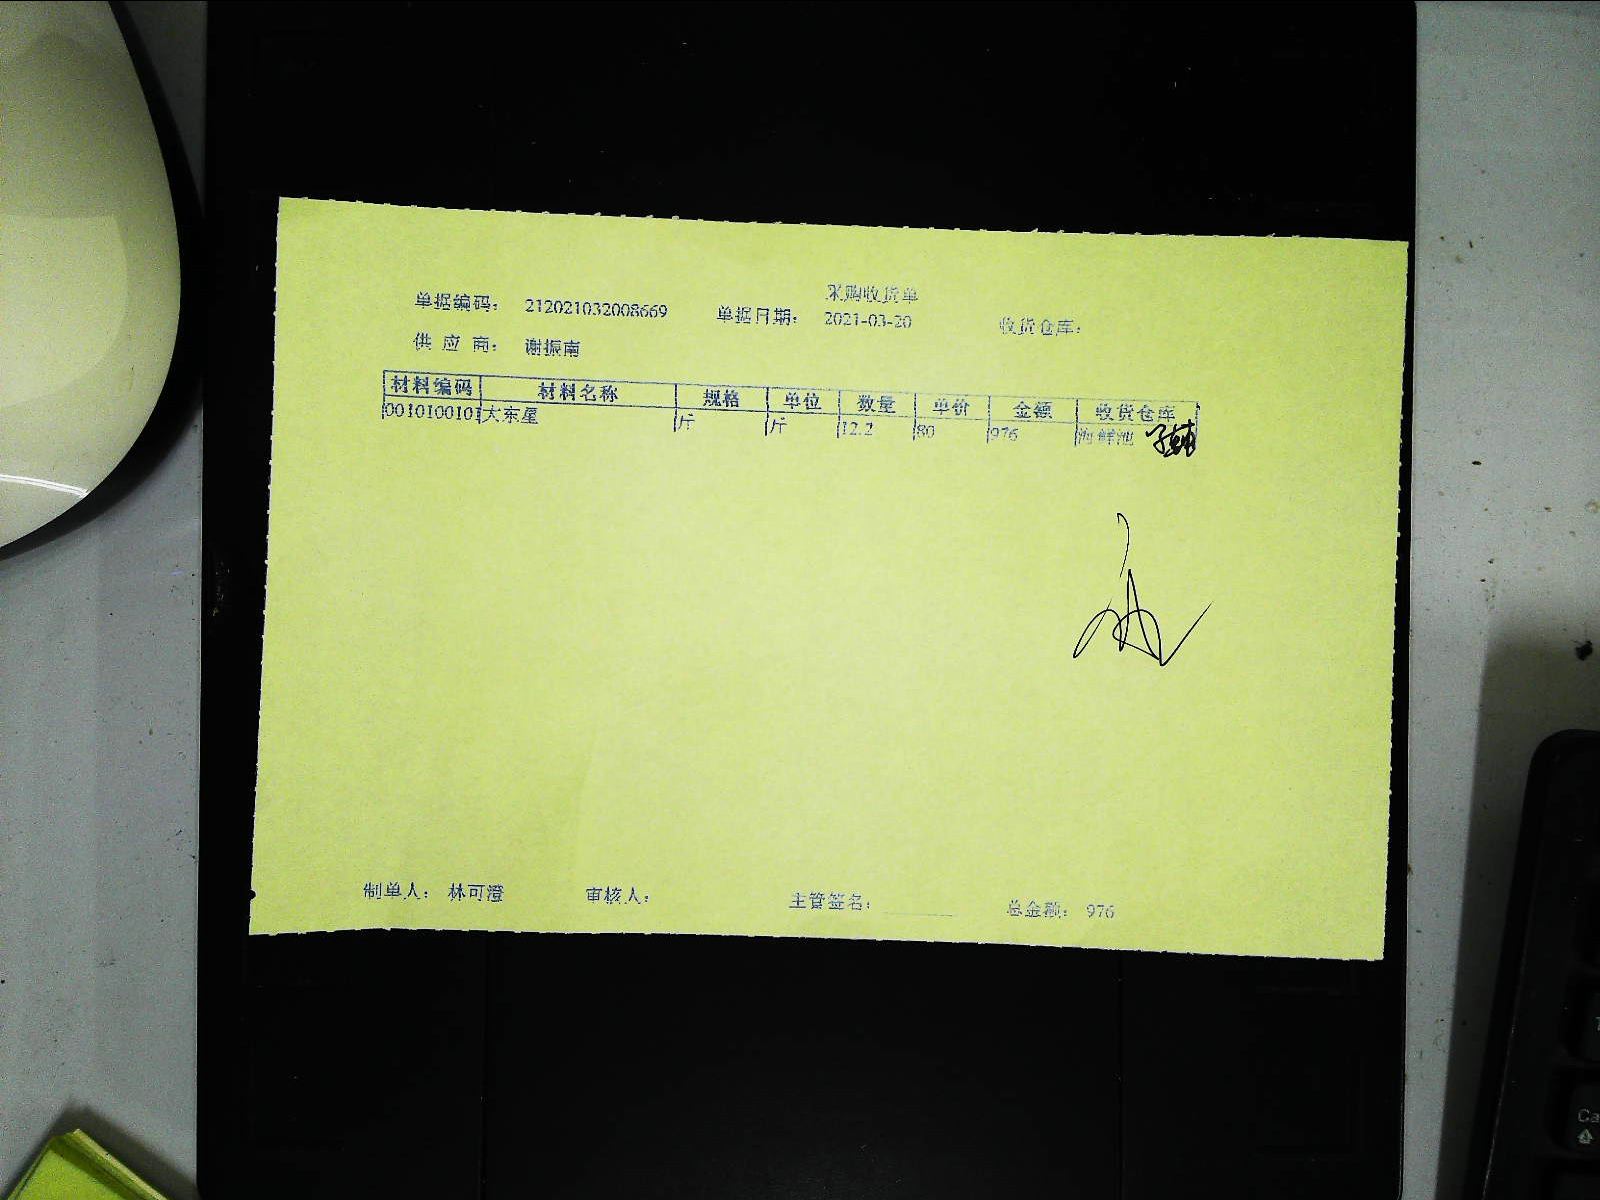 采购收货单
单据编码： 212021032008669 单据日期： 2021-03-20 收货仓库：
供 应 商： 谢振南
材料编码 材料名称 规格 单位 数量 单价 金额 收货仓库
0010100101 大东星 斤 斤 12.2 80 976 海鲜池
制单人： 林可澄 审核人： 主管签名： 总金额： 976